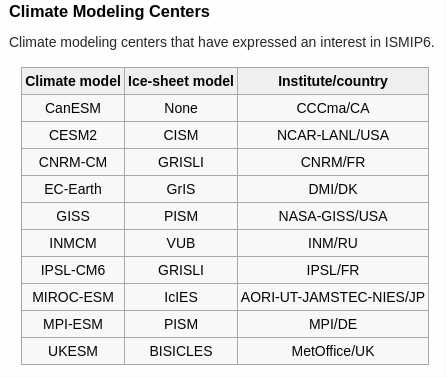 Climate Modeling Centers
Climate modeling centers that have expressed an interest in ISMIP6.
Climate model Ice-sheet model Institute/country
CanESM None CCCma/CA
CESM2 CISM NCAR-LANL/USA
CNRM-CM GRISLI CNRM/FR
EC-Earth GrIS DMI/DK
GISS PISM NASA-GISS/USA
INMCM VUB INM/RU
IPSL-CM6 GRISLI IPSL/FR
MIROC-ESM IcIES AORI-UT-JAMSTEC-NIES/JP
MPI-ESM PISM MPI/DE
UKESM BISICLES MetOffice/UK